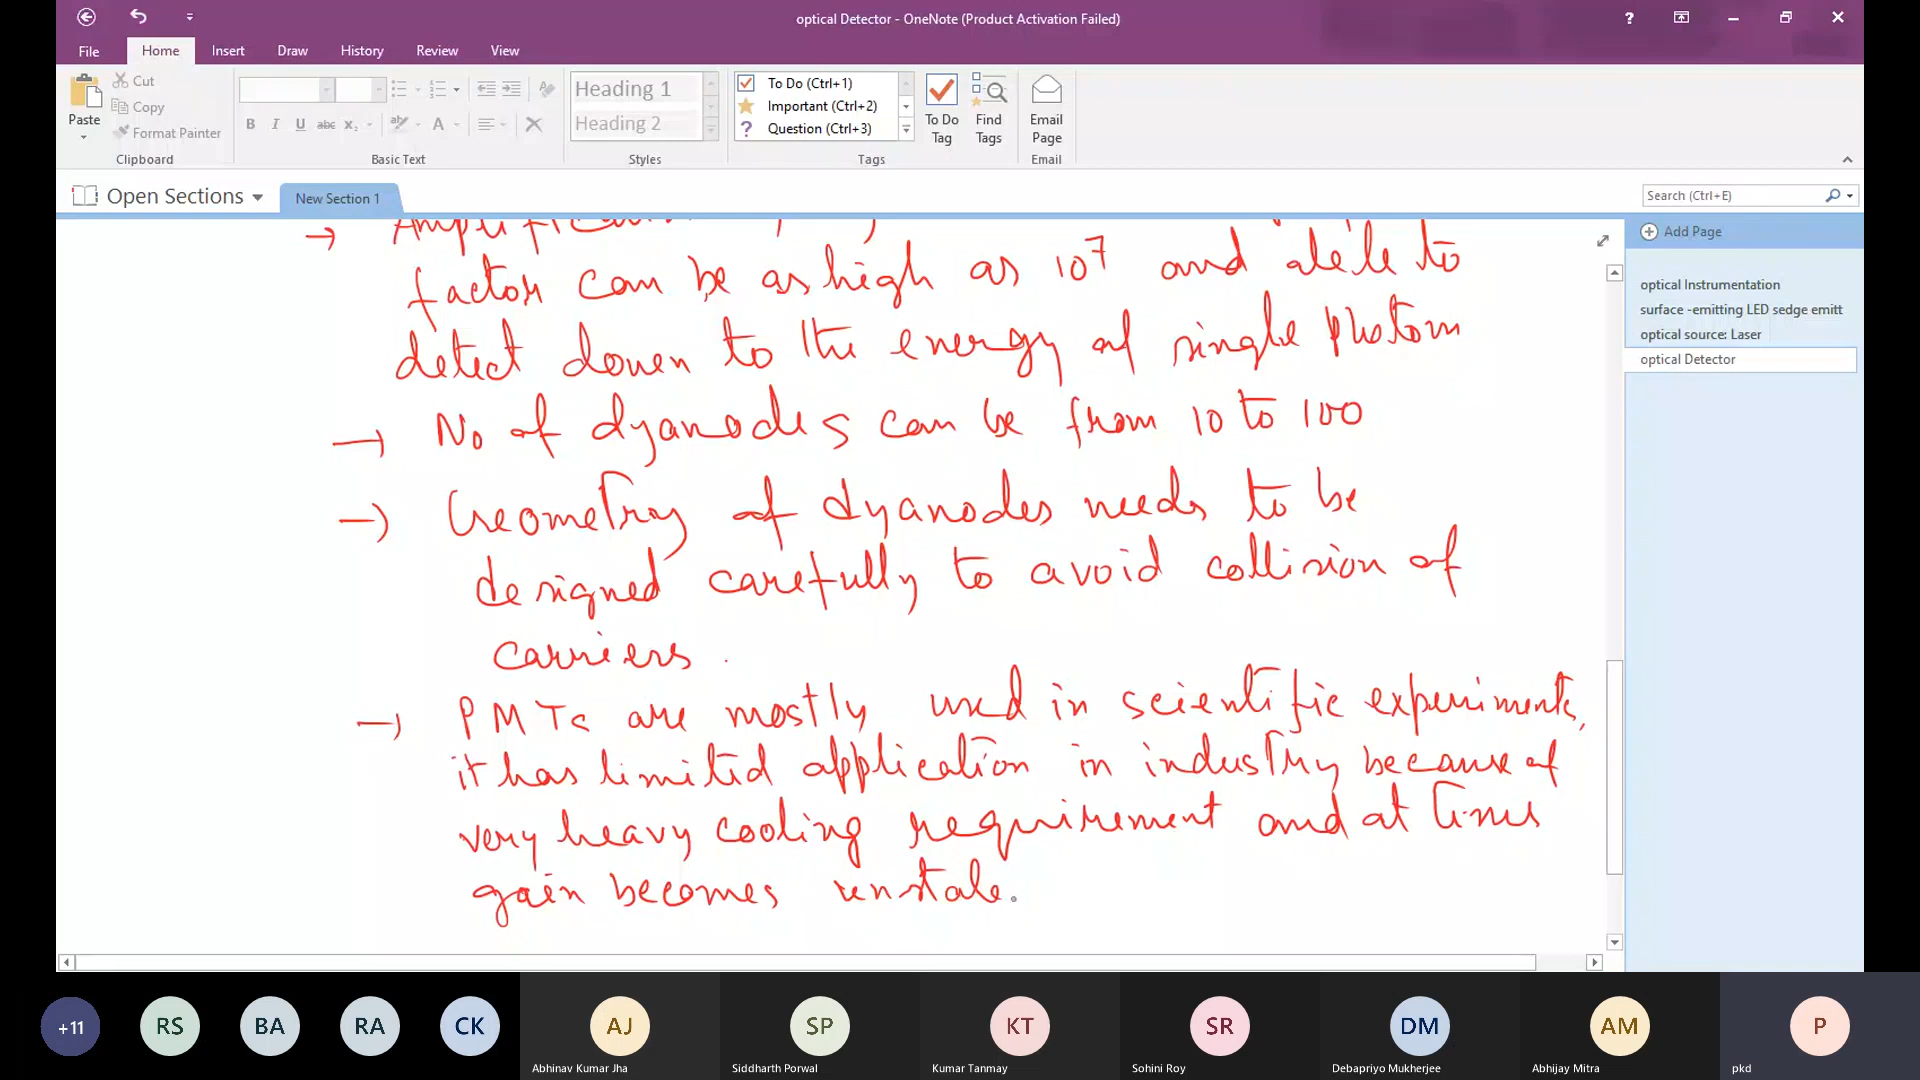 optical Detector - OneNote (Product Activation Failed)
?
File Home Insert Draw History Review View
Paste
Cut
Copy
Format Painter
Clipboard
B I U abc x₂ A
Basic Text
Heading 1
Heading 2
Styles
To Do (Ctrl+1)
Important (Ctrl+2)
? Question (Ctrl+3)
Tags
To Do Tag
Find Tags
Email Page
Email
Open Sections New Section 1
Search (Ctrl+E)
Add Page
optical Instrumentation
surface -emitting LED sedge emitt
optical source: Laser
optical Detector
→
factor can be as high as 10⁷ and able to
detect down to the energy of single photom
→ No of dyanodes can be from 10 to 100
→ Geometry of dyanodes needs to be
designed carefully to avoid collision of
carriers.
→ PMTs are mostly used in scientific experiments,
it has limited application in industry because of
very heavy cooling requirement and at times
gain becomes unstale.
+11 RS BA RA CK AJ SP KT SR DM AM P
Abhinav Kumar Jha Siddharth Porwal Kumar Tanmay Sohini Roy Debapriyo Mukherjee Abhijay Mitra pkd